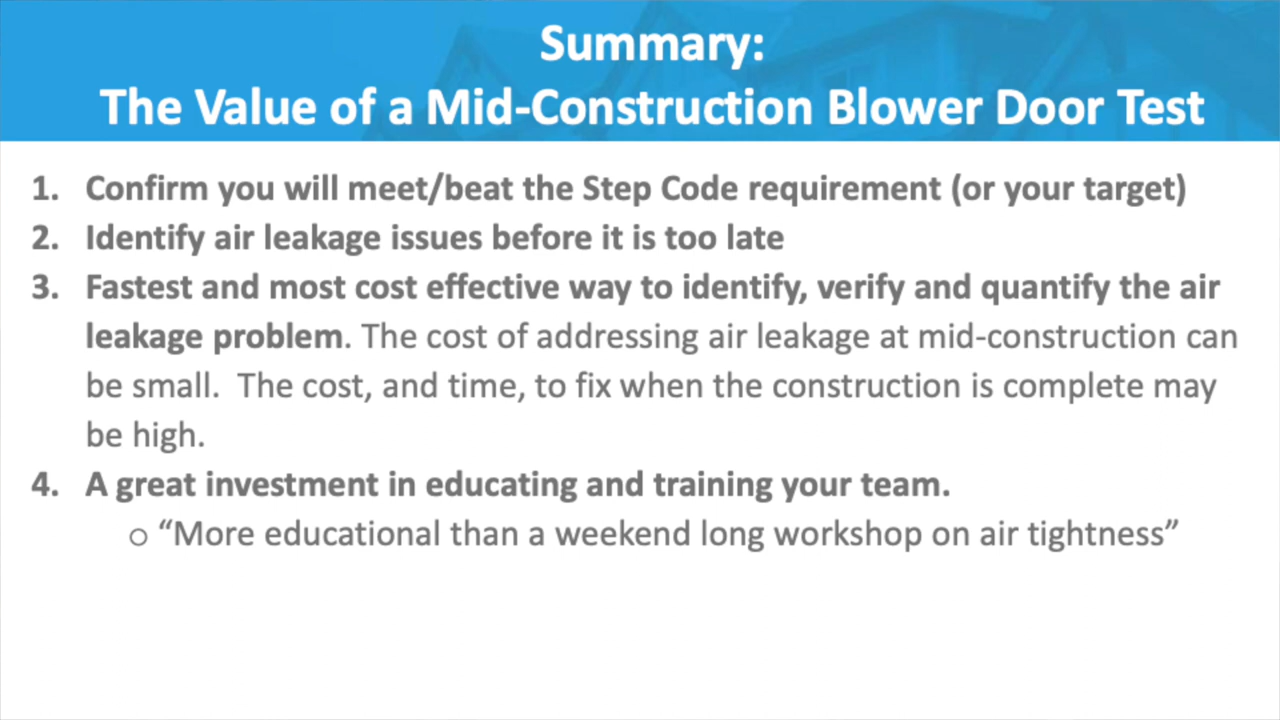 Summary:
The Value of a Mid-Construction Blower Door Test
1. Confirm you will meet/beat the Step Code requirement (or your target)
2. Identify air leakage issues before it is too late
3. Fastest and most cost effective way to identify, verify and quantify the air
leakage problem. The cost of addressing air leakage at mid-construction can
be small.  The cost, and time, to fix when the construction is complete may
be high.
4. A great investment in educating and training your team.
○ “More educational than a weekend long workshop on air tightness”